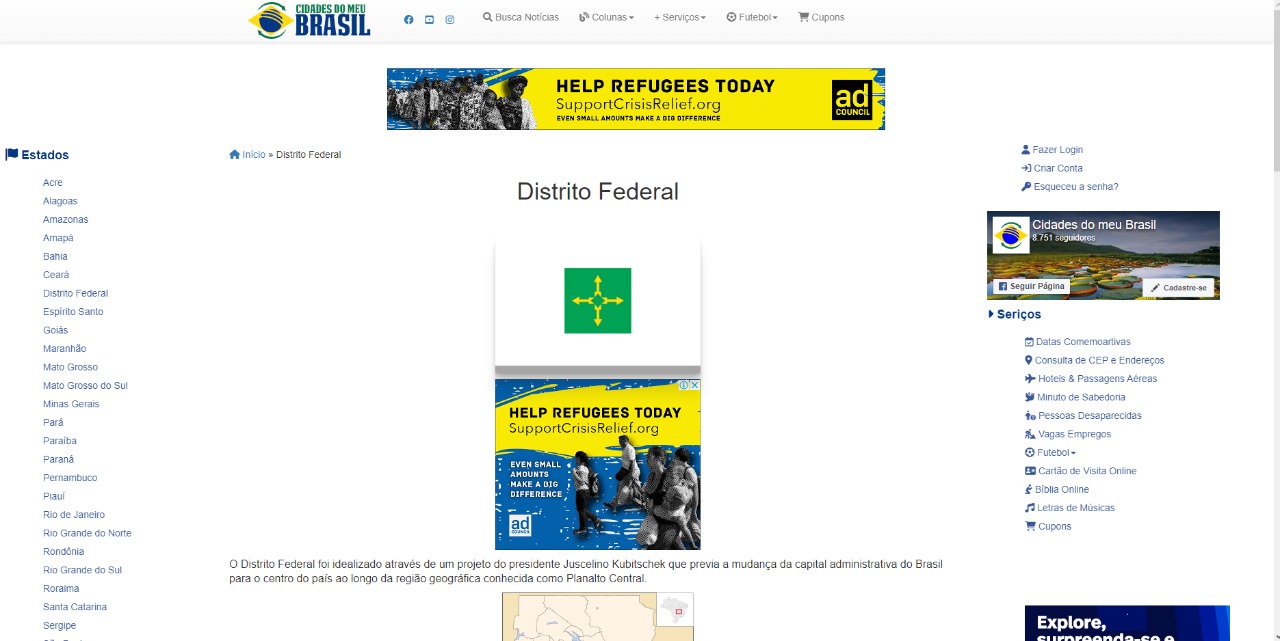 CIDADES DO MEU
BRASIL
Busca Notícias
Colunas
+ Serviços
Futebol
Cupons
HELP REFUGEES TODAY
SupportCrisisRelief.org
EVEN SMALL AMOUNTS MAKE A BIG DIFFERENCE
ad
COUNCIL
Estados
Acre
Alagoas
Amazonas
Amapá
Bahia
Ceará
Distrito Federal
Espírito Santo
Goiás
Maranhão
Mato Grosso
Mato Grosso do Sul
Minas Gerais
Pará
Paraíba
Paraná
Pernambuco
Piauí
Rio de Janeiro
Rio Grande do Norte
Rondônia
Rio Grande do Sul
Roraima
Santa Catarina
Sergipe
Início » Distrito Federal
Distrito Federal
HELP REFUGEES TODAY
SupportCrisisRelief.org
EVEN SMALL
AMOUNTS
MAKE A BIG
DIFFERENCE
ad
COUNCIL
O Distrito Federal foi idealizado através de um projeto do presidente Juscelino Kubitschek que previa a mudança da capital administrativa do Brasil
para o centro do país ao longo da região geográfica conhecida como Planalto Central.
Fazer Login
Criar Conta
Esqueceu a senha?
Cidades do meu Brasil
8.751 seguidores
Seguir Página
Cadastre-se
Seriços
Datas Comemoartivas
Consulta de CEP e Endereços
Hoteis & Passagens Aéreas
Minuto de Sabedoria
Pessoas Desaparecidas
Vagas Empregos
Futebol
Cartão de Visita Online
Bíblia Online
Letras de Músicas
Cupons
Explore,
surpreenda-se e